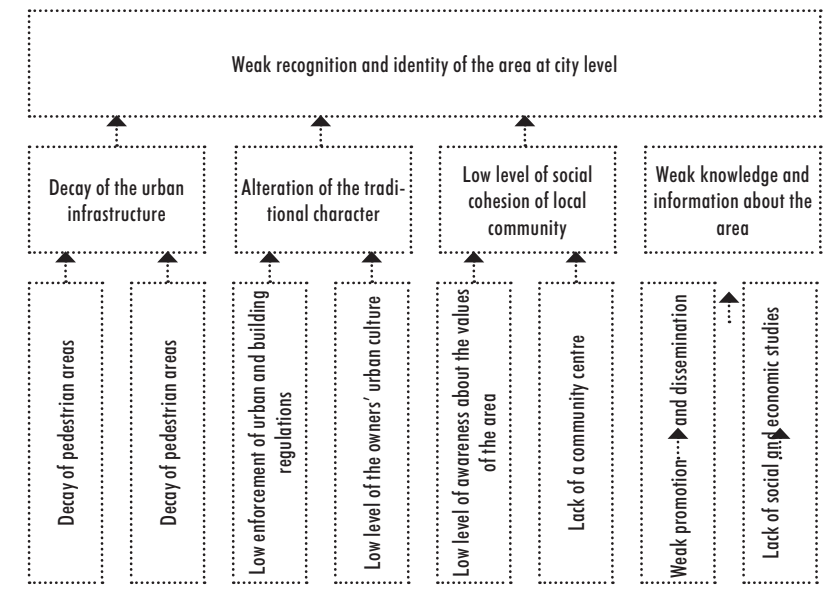 Weak recognition and identity of the area at city level
Decay of the urban
infrastructure
Alteration of the tradi-
tional character
Low level of social
cohesion of local
community
Weak knowledge and
information about the
area
Decay of pedestrian areas
Decay of pedestrian areas
Low enforcement of urban and building
regulations
Low level of the owners’ urban culture
Low level of awareness about the values
of the area
Lack of a community centre
Weak promotion and dissemination
Lack of social and economic studies